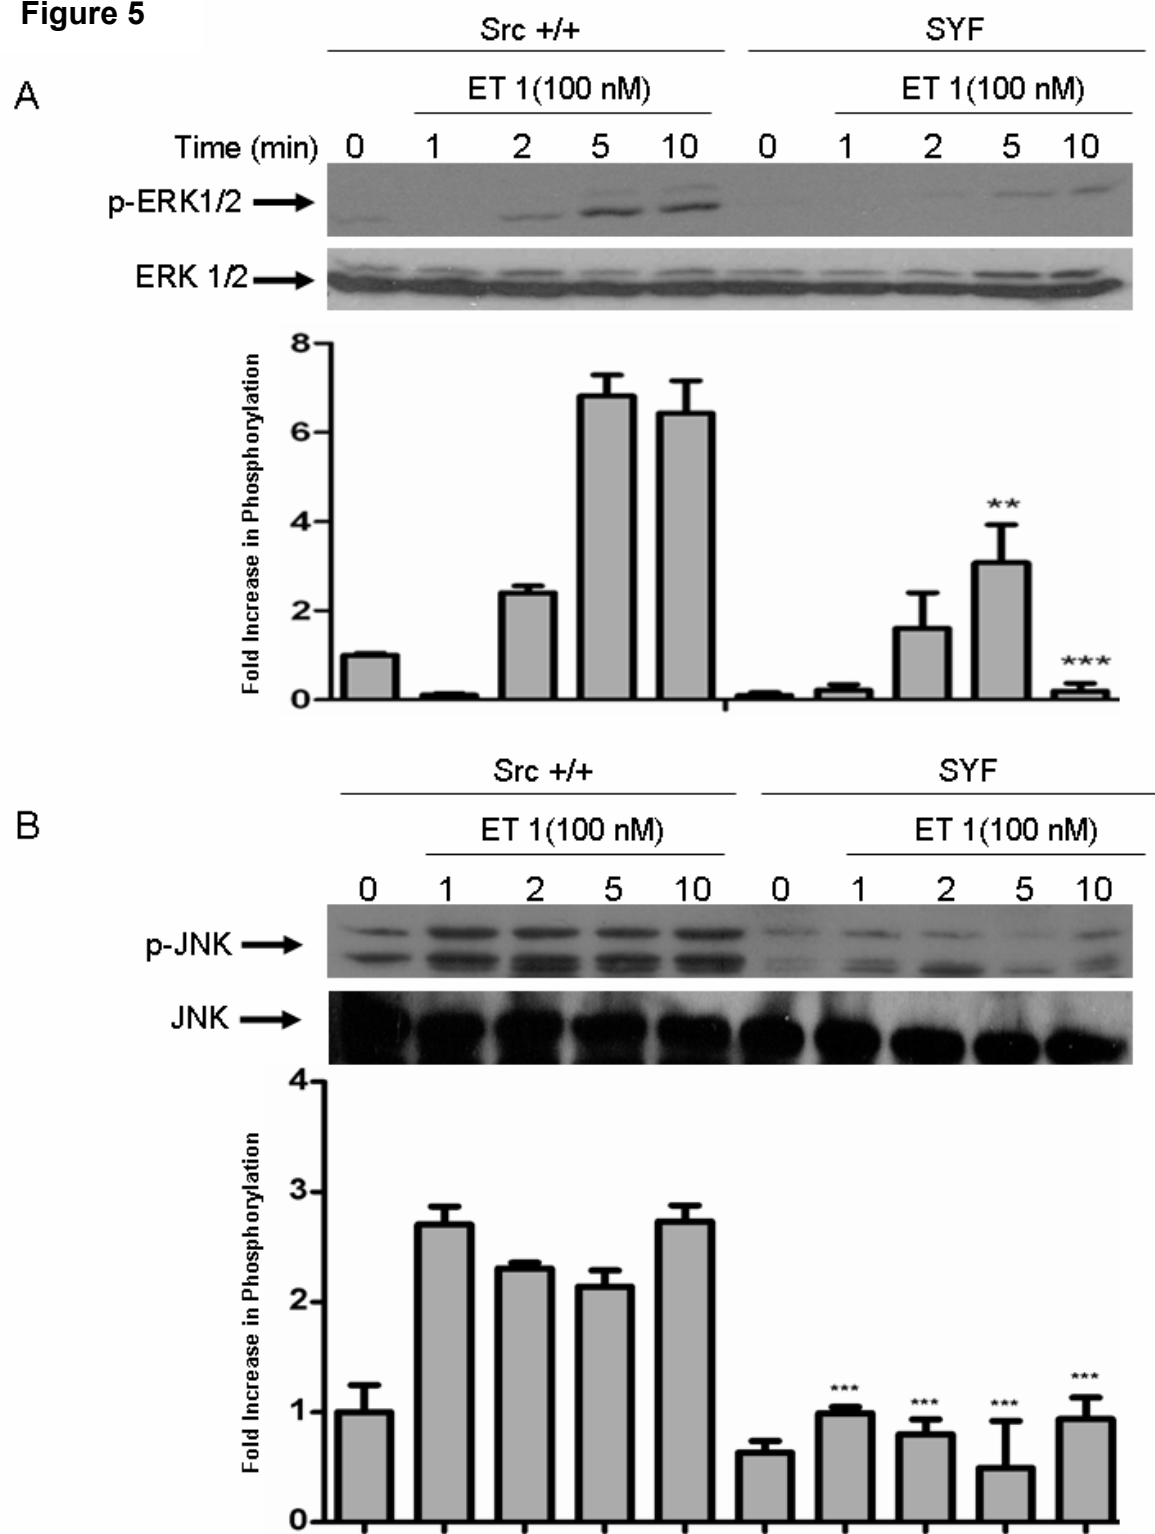 Figure 5
Src +/+ SYF
A
ET 1(100 nM) ET 1(100 nM)
Time (min) 0 1 2 5 10 0 1 2 5 10
p-ERK1/2
ERK 1/2
Fold Increase in Phosphorylation
8
6
4
2
0
**
***
Src +/+ SYF
B
ET 1(100 nM) ET 1(100 nM)
0 1 2 5 10 0 1 2 5 10
p-JNK
JNK
Fold Increase in Phosphorylation
4
3
2
1
0
*** *** *** ***